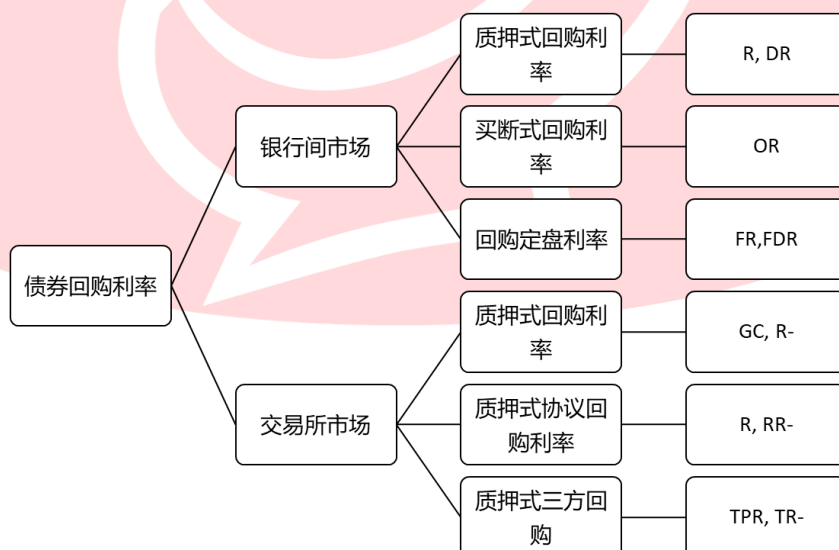 质押式回购利
率
R, DR
银行间市场
买断式回购利
率
OR
回购定盘利率
FR,FDR
债券回购利率
质押式回购利
率
GC, R-
交易所市场
质押式协议回
购利率
R, RR-
质押式三方回
购
TPR, TR-